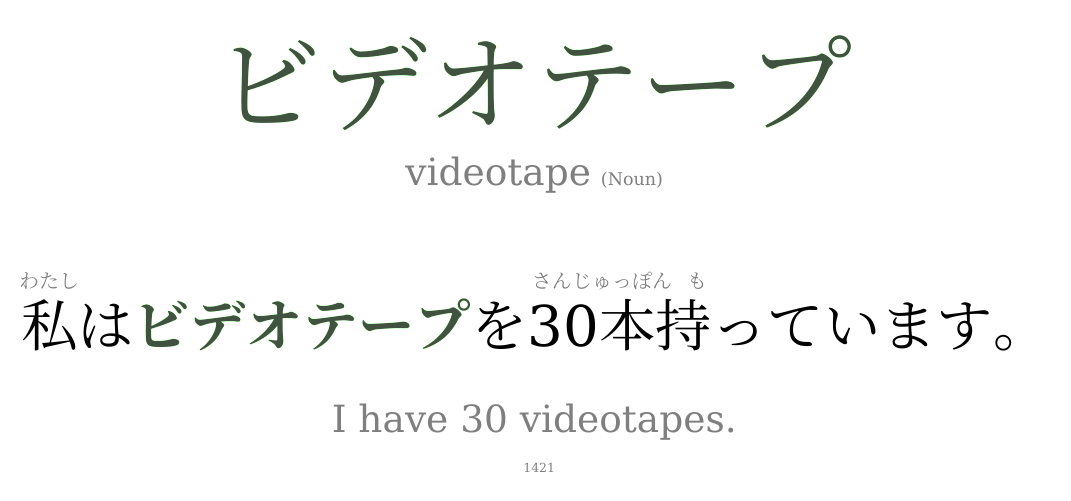 ビデオテープ
videotape (Noun)
わたし さんじゅっぽん も
私はビデオテープを30本持っています。
I have 30 videotapes.
1421